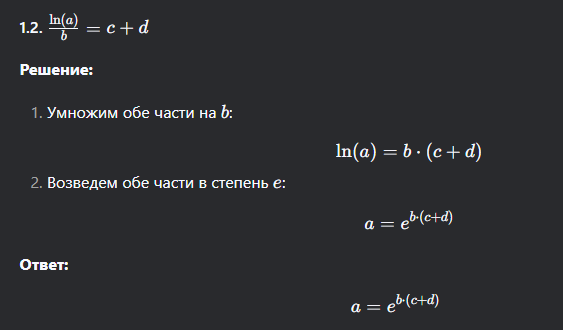 1.2. $\frac{\ln(a)}{b} = c + d$
Решение:
1. Умножим обе части на $b$:
$\ln(a) = b \cdot (c + d)$
2. Возведем обе части в степень $e$:
$a = e^{b \cdot (c+d)}$
Ответ:
$a = e^{b \cdot (c+d)}$